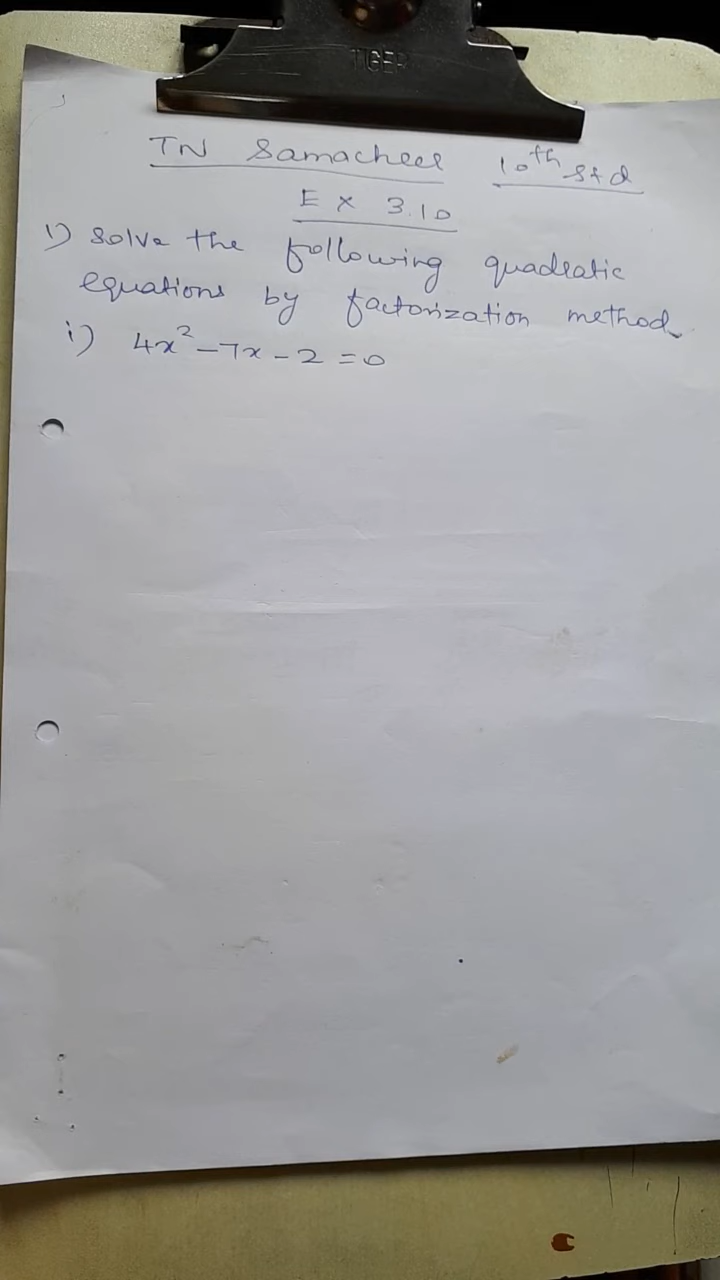 TIGER
TN Samacheer 10th std
Ex 3.10
1) solve the following quadratic
equations by factorization method
i) 4x² - 7x - 2 = 0